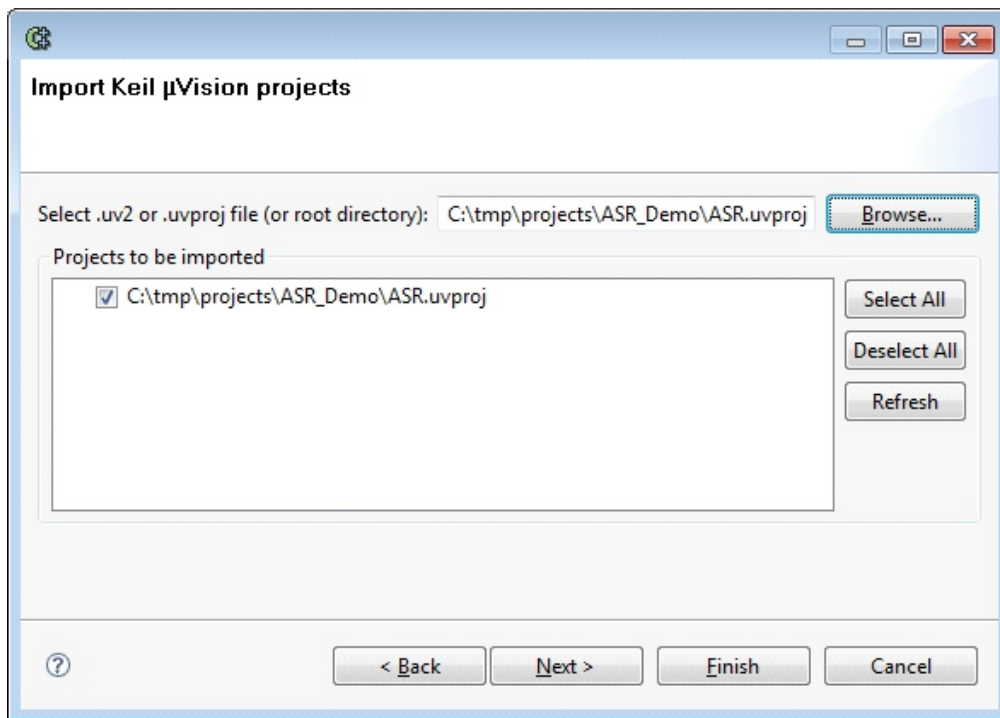 Import Keil µVision projects
Select .uv2 or .uvproj file (or root directory): C:\tmp\projects\ASR_Demo\ASR.uvproj Browse...
Projects to be imported
C:\tmp\projects\ASR_Demo\ASR.uvproj
Select All
Deselect All
Refresh
< Back Next > Finish Cancel